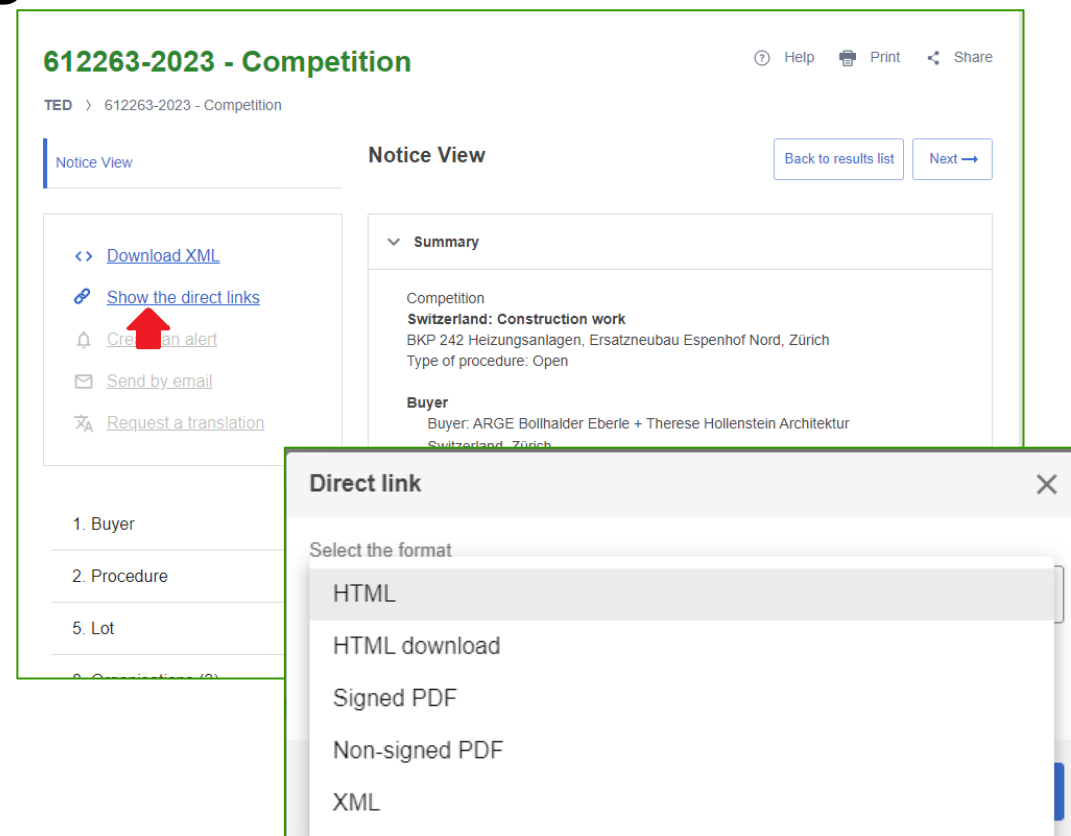 612263-2023 - Competition
Help
Print
Share
TED 〉 612263-2023 - Competition
Notice View
Notice View
Back to results list
Next →
Download XML
Show the direct links
Create an alert
Send by email
Request a translation
Summary
Competition
Switzerland: Construction work
BKP 242 Heizungsanlagen, Ersatzneubau Espenhof Nord, Zürich
Type of procedure: Open
Buyer
Buyer: ARGE Bollhalder Eberle + Therese Hollenstein Architektur
Switzerland, Zürich
1. Buyer
2. Procedure
5. Lot
Direct link
Select the format
HTML
HTML download
Signed PDF
Non-signed PDF
XML